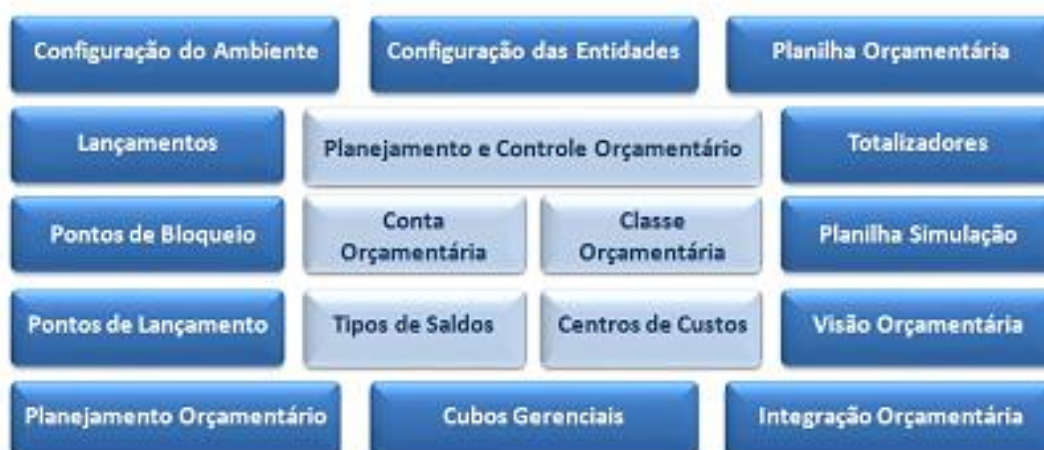 Configuração do Ambiente
Configuração das Entidades
Planilha Orçamentária
Lançamentos
Planejamento e Controle Orçamentário
Totalizadores
Pontos de Bloqueio
Conta
Orçamentária
Classe
Orçamentária
Planilha Simulação
Pontos de Lançamento
Tipos de Saldos
Centros de Custos
Visão Orçamentária
Planejamento Orçamentário
Cubos Gerenciais
Integração Orçamentária